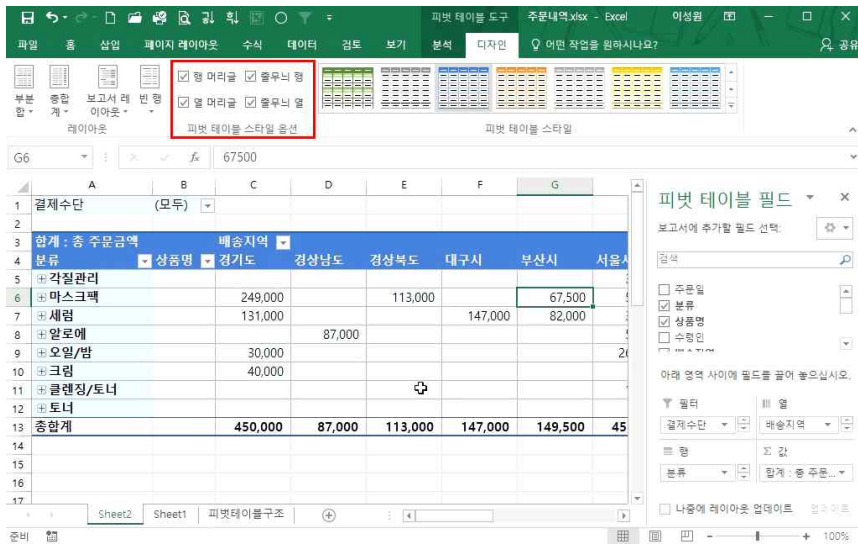 피벗 테이블 도구 주문내역.xlsx - Excel 이성원
파일 홈 삽입 페이지 레이아웃 수식 데이터 검토 보기 분석 디자인 어떤 작업을 원하시나요? 공유
부분합 총합계 보고서 레이아웃 빈 행
행 머리글 줄무늬 행
열 머리글 줄무늬 열
레이아웃 피벗 테이블 스타일 옵션 피벗 테이블 스타일
G6 fx 67500
A B C D E F G
1 결제수단 (모두)
2
3 합계 : 총 주문금액 배송지역
4 분류 상품명 경기도 경상남도 경상북도 대구시 부산시
5 각질관리
6 마스크팩 249,000 113,000 67,500
7 세럼 131,000 147,000 82,000
8 알로에 87,000
9 오일/밤 30,000
10 크림 40,000
11 클렌징/토너
12 토너
13 총합계 450,000 87,000 113,000 147,000 149,500
14
15
16
17
Sheet2 Sheet1 피벗테이블구조
준비 100%
피벗 테이블 필드
보고서에 추가할 필드 선택:
검색
주문일
분류
상품명
수령인
아래 영역 사이에 필드를 끌어 놓으십시오.
필터 열
결제수단 배송지역
행 Σ 값
분류 합계 : 총 주문...
나중에 레이아웃 업데이트 업데이트